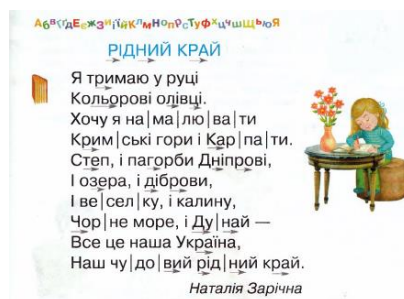 АБВГҐДЕЄЖЗИІЇЙКЛМНОПРСТУФХЦЧШЩЬЮЯ
РІДНИЙ КРАЙ
Я тримаю у руці
Кольорові олівці.
Хочу я на|ма|лю|ва|ти
Крим|ські гори і Кар|па|ти.
Степ, і пагорби Дніпрові,
І озера, і діброви,
І ве|сел|ку, і калину,
Чор|не море, і Ду|най —
Все це наша Україна,
Наш чу|до|вий рід|ний край.
Наталія Зарічна